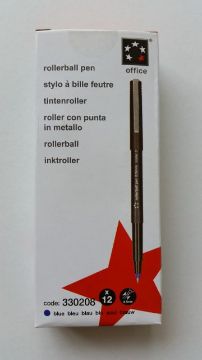 office
rollerball pen
stylo à bille feutre
tintenroller
roller con punta
in metallo
rollerball
inktroller
x
12
code: 330208
blue bleu blau blu azul blauw